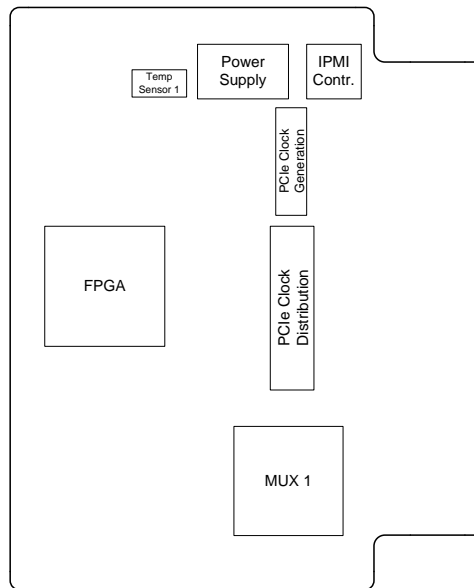 Power
Supply
IPMI
Contr.
Temp
Sensor 1
PCIe Clock
Generation
FPGA
PCIe Clock
Distribution
MUX 1